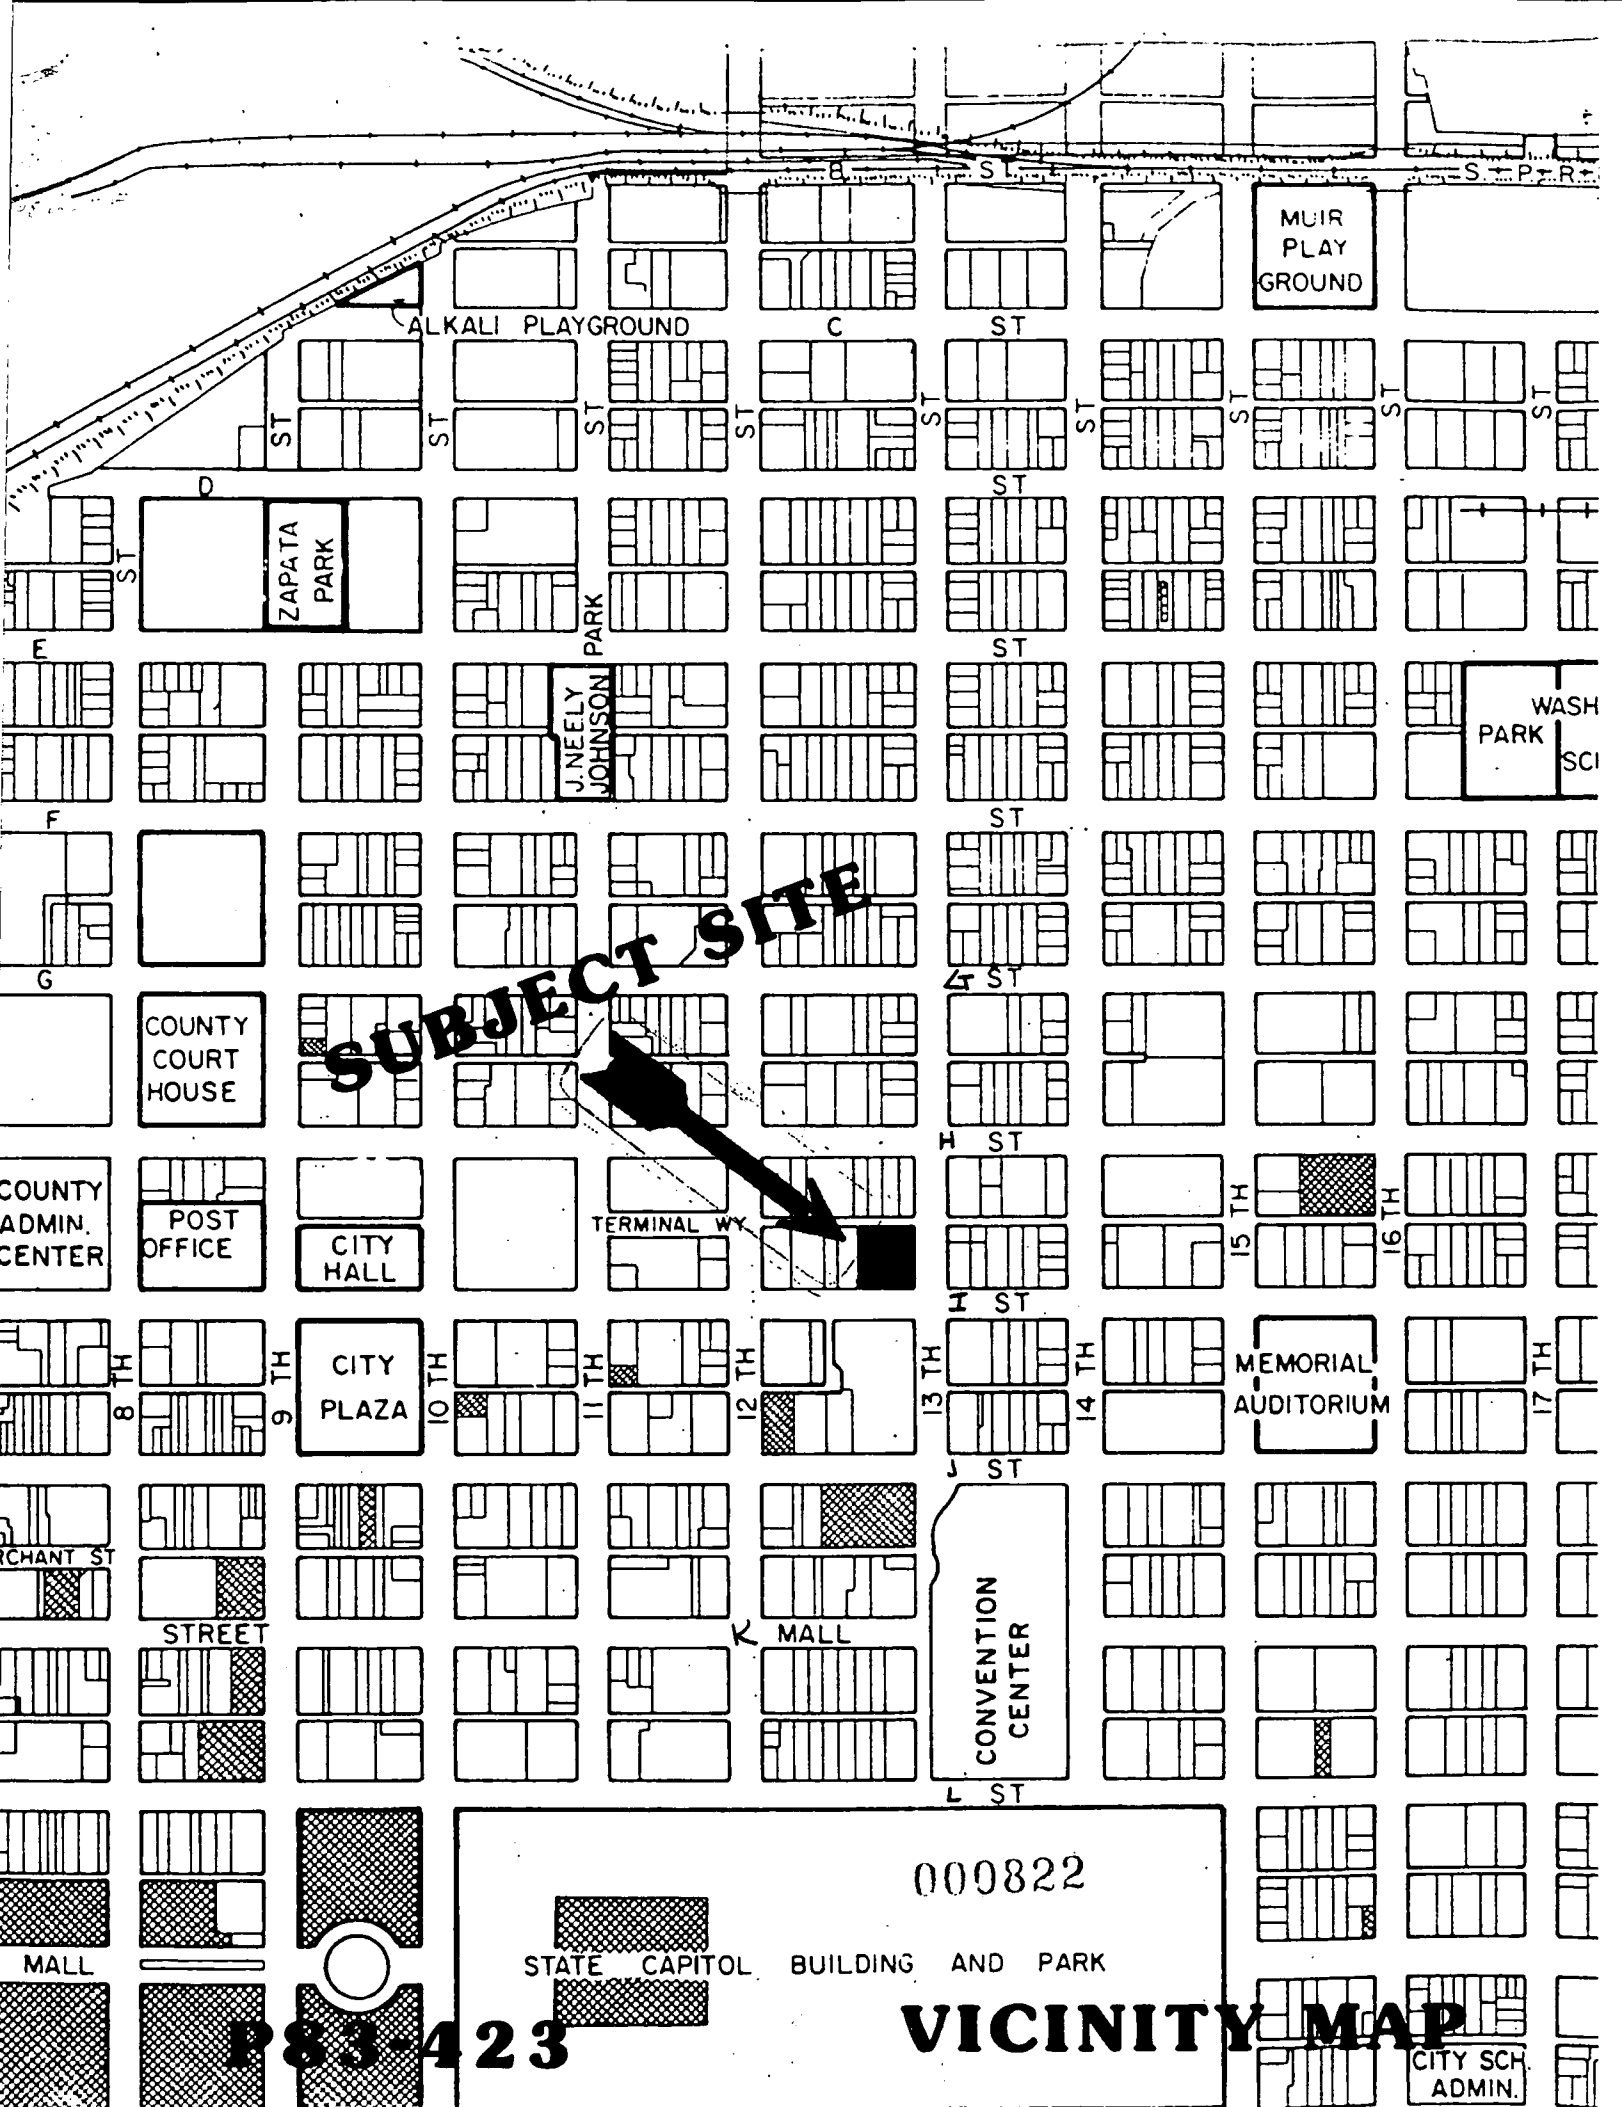 B ST
S P R
MUIR
PLAY
GROUND
ALKALI PLAYGROUND
C ST
ST
ST
ST
ST
ST
ST
ST
ST
ST
D ST
ST
ZAPATA
PARK
E ST
J. NEELY
JOHNSON
PARK
WASH
PARK
SCH
F ST
SUBJECT SITE
G ST
COUNTY
COURT
HOUSE
H ST
COUNTY
ADMIN.
CENTER
POST
OFFICE
CITY
HALL
TERMINAL WY.
15 TH
16 TH
I ST
CITY
PLAZA
8 TH
9 TH
10 TH
11 TH
12 TH
13 TH
14 TH
MEMORIAL
AUDITORIUM
17 TH
J ST
RCHANT ST
STREET
K MALL
CONVENTION
CENTER
L ST
000822
MALL
STATE CAPITOL BUILDING AND PARK
P83-423
VICINITY MAP
CITY SCH.
ADMIN.